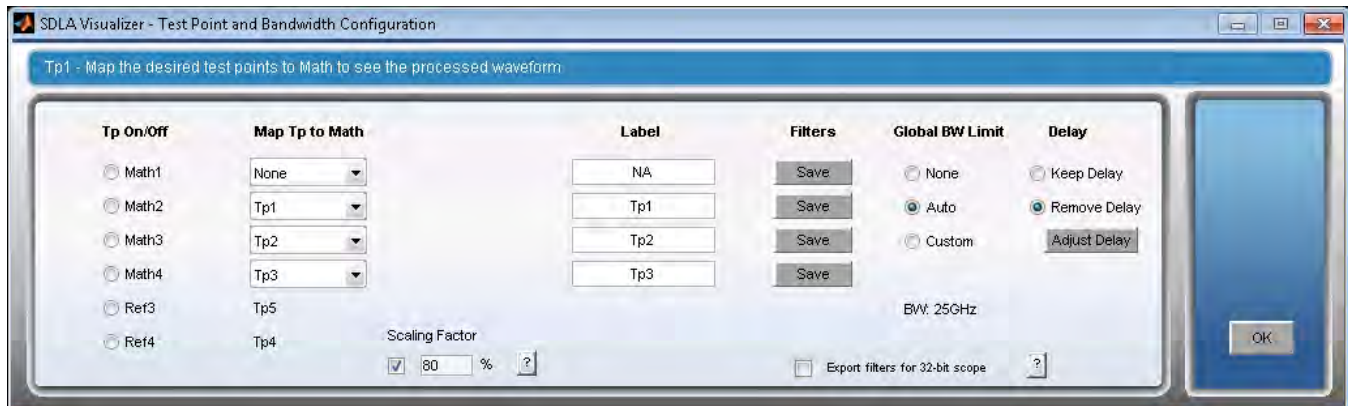 SDLA Visualizer - Test Point and Bandwidth Configuration
Tp1 - Map the desired test points to Math to see the processed waveform
Tp On/Off Map Tp to Math Label Filters Global BW Limit Delay
Math1 None NA Save None Keep Delay
Math2 Tp1 Tp1 Save Auto Remove Delay
Math3 Tp2 Tp2 Save Custom Adjust Delay
Math4 Tp3 Tp3 Save
Ref3 Tp5 BW: 25GHz
Ref4 Tp4 Scaling Factor OK
80 % ? Export filters for 32-bit scope ?